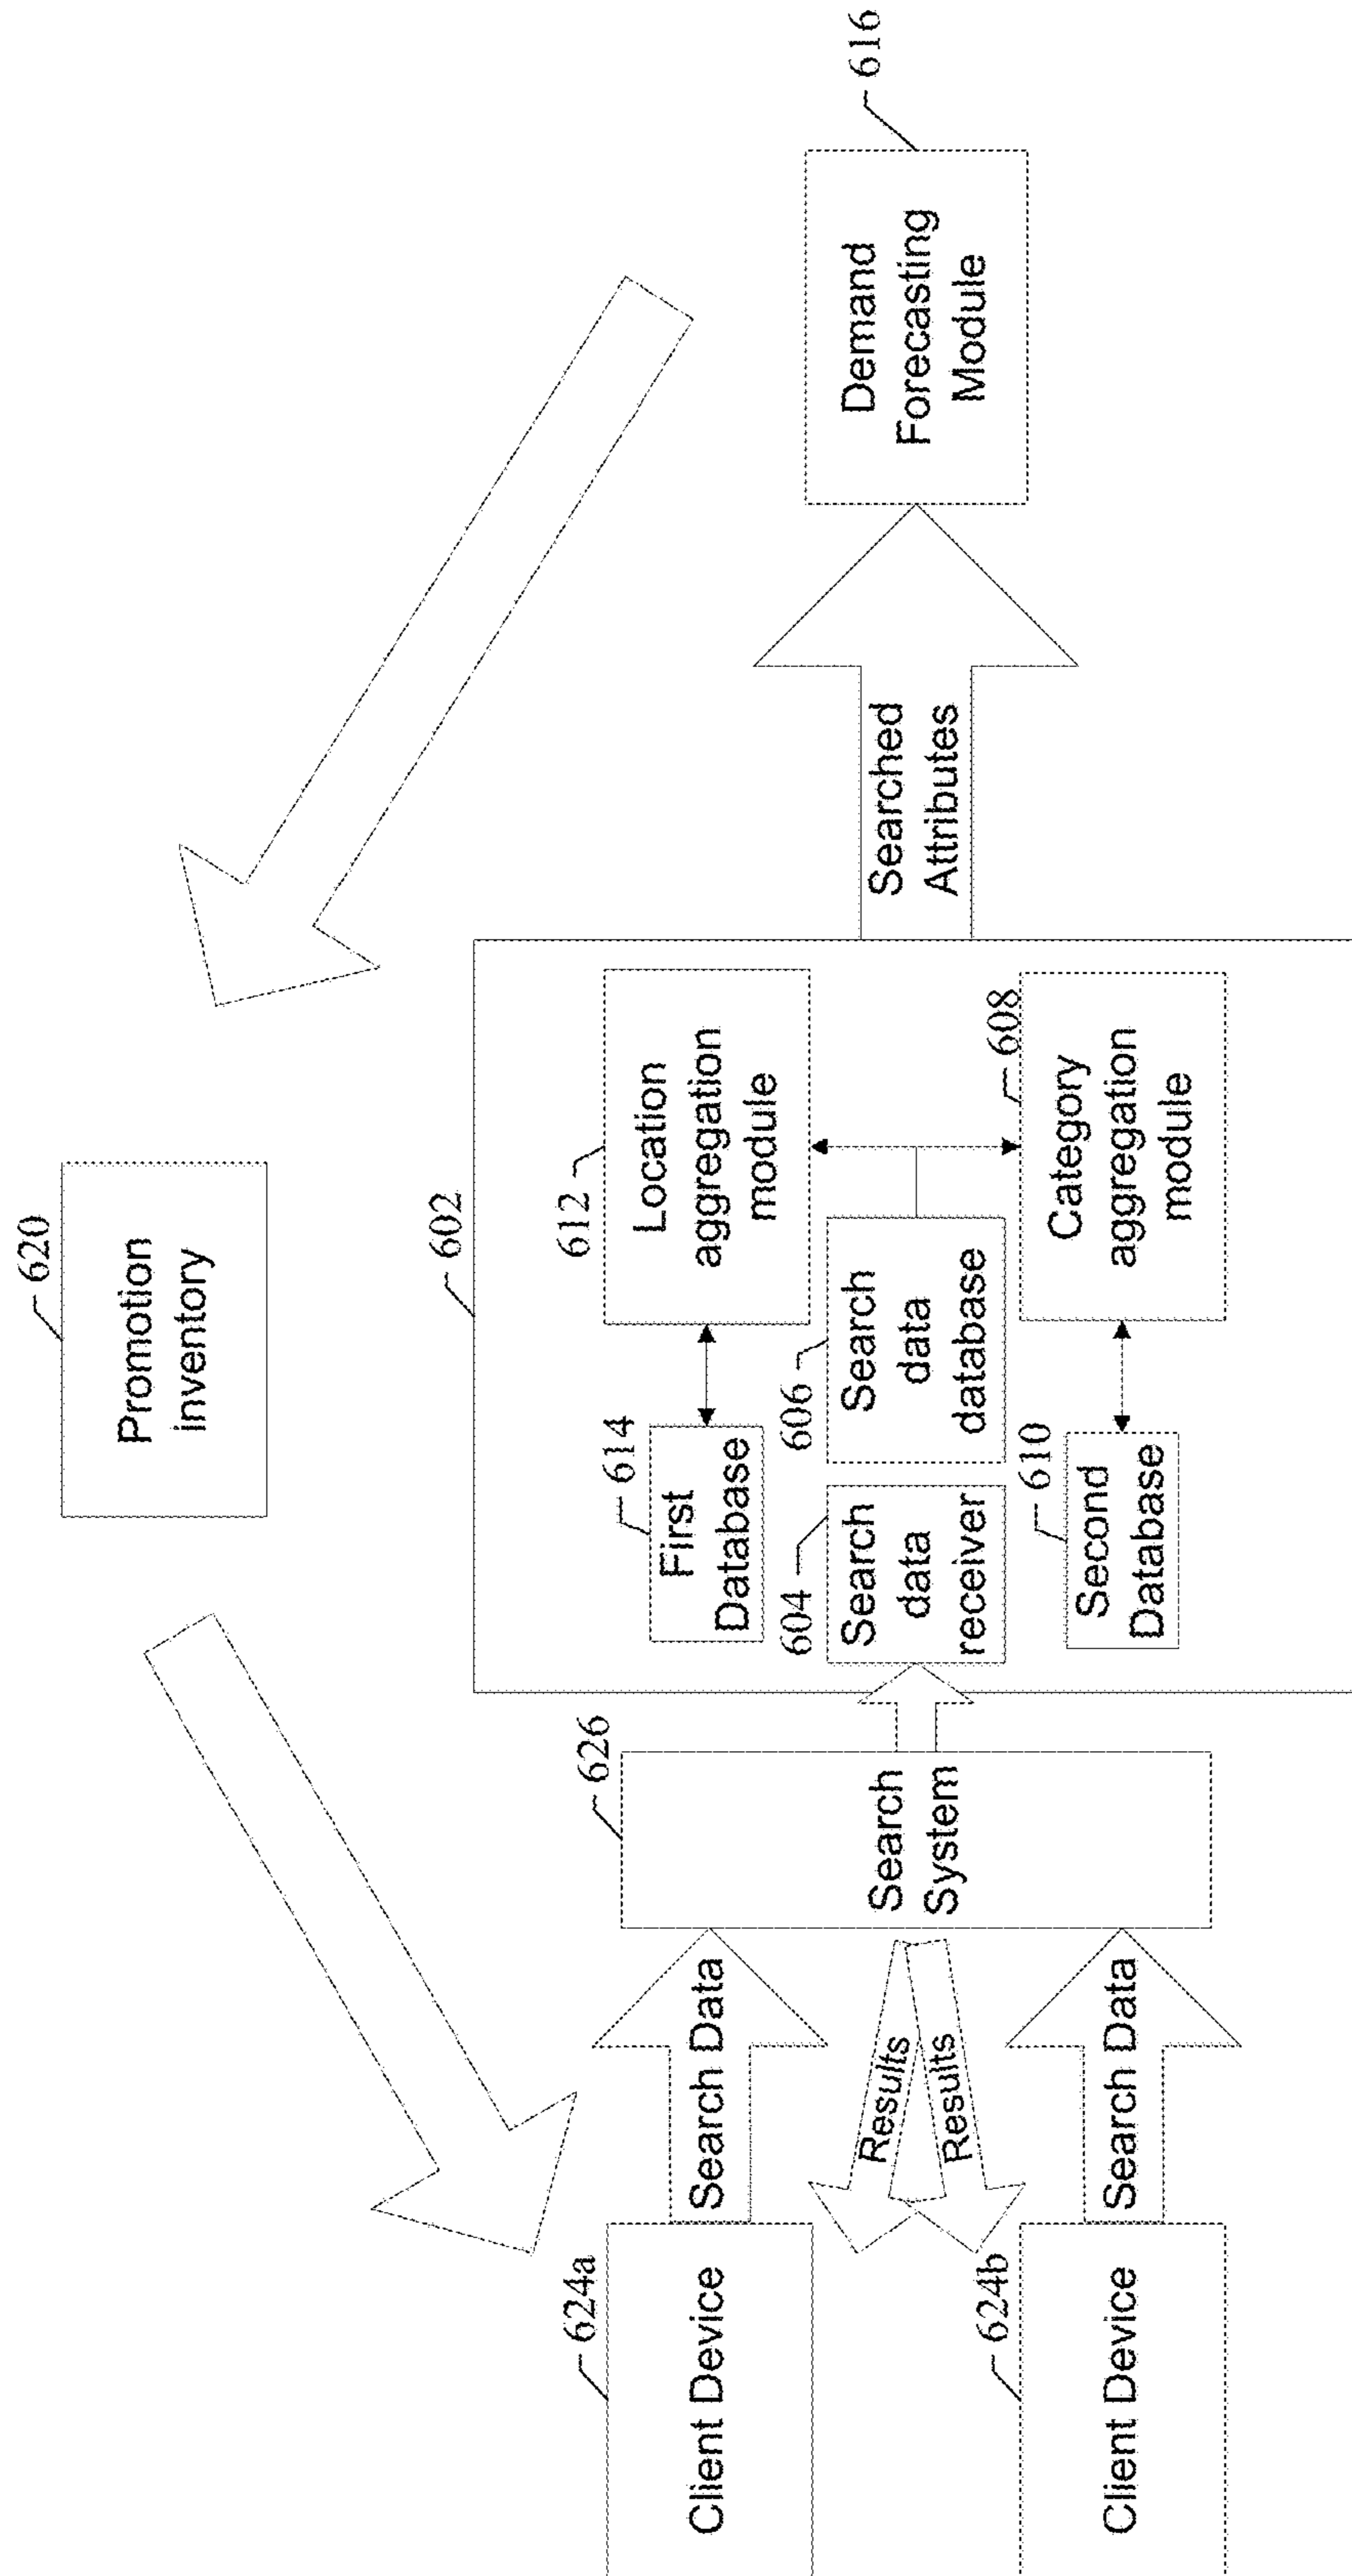 620
Promotion
inventory
602
612
Location
aggregation
module
614
First
Database
606
Search
data
database
604
Search
data
receiver
608
Category
aggregation
module
610
Second
Database
Searched
Attributes
616
Demand
Forecasting
Module
626
Search
System
624a
Client Device
Search Data
Results
Results
624b
Client Device
Search Data